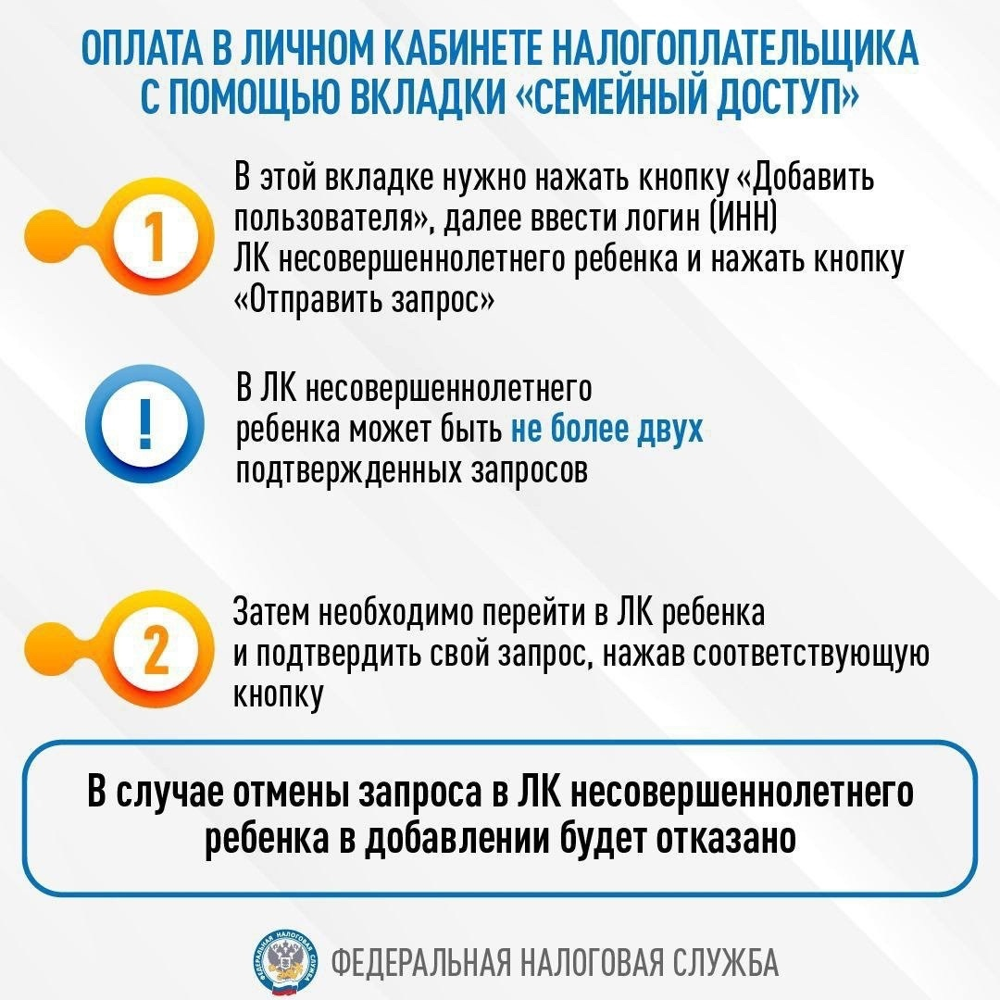 ОПЛАТА В ЛИЧНОМ КАБИНЕТЕ НАЛОГОПЛАТЕЛЬЩИКА
С ПОМОЩЬЮ ВКЛАДКИ «СЕМЕЙНЫЙ ДОСТУП»
1
В этой вкладке нужно нажать кнопку «Добавить
пользователя», далее ввести логин (ИНН)
ЛК несовершеннолетнего ребенка и нажать кнопку
«Отправить запрос»
!
В ЛК несовершеннолетнего
ребенка может быть не более двух
подтвержденных запросов
2
Затем необходимо перейти в ЛК ребенка
и подтвердить свой запрос, нажав соответствующую
кнопку
В случае отмены запроса в ЛК несовершеннолетнего
ребенка в добавлении будет отказано
ФЕДЕРАЛЬНАЯ НАЛОГОВАЯ СЛУЖБА
ФЕДЕРАЛЬНАЯ НАЛОГОВАЯ СЛУЖБА